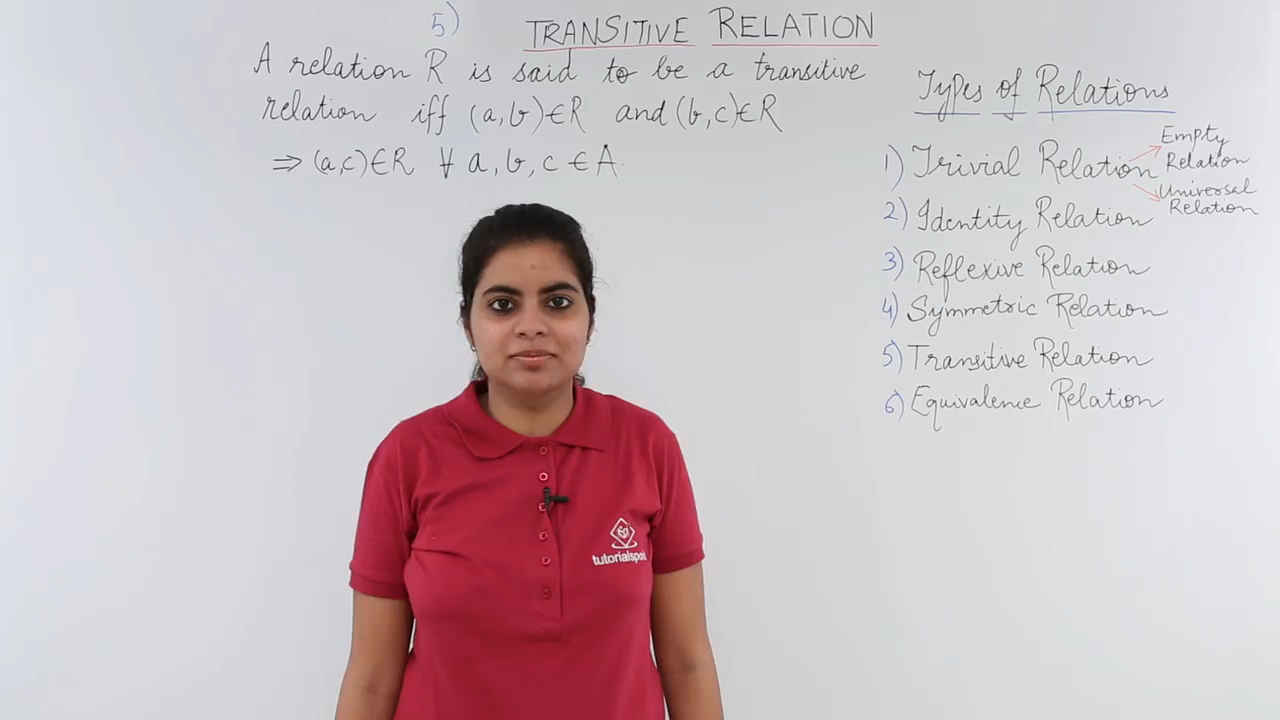 5)
TRANSITIVE RELATION
A relation R is said to be a transitive
relation iff (a,b)∈R and (b,c)∈R
⇒ (a,c)∈R ∀ a, b, c ∈ A.
Types of Relations
1) Trivial Relation
Empty
Relation
Universal
Relation
2) Identity Relation
3) Reflexive Relation
4) Symmetric Relation
5) Transitive Relation
6) Equivalence Relation
tutorialspoi